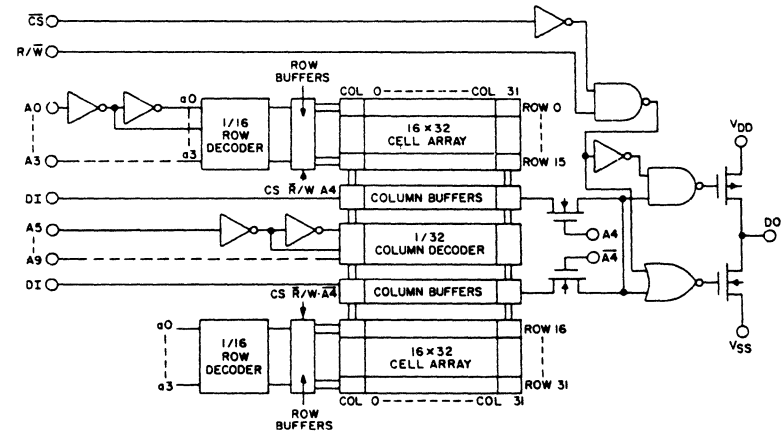 C̅S̅
R/W̅
ROW
BUFFERS
COL 0 COL 31
A0
a0
1/16
ROW
DECODER
16×32
CELL ARRAY
ROW 0
ROW 15
A3
a3
VDD
CS R̅/W A4
DI
COLUMN BUFFERS
A4
A5
1/32
COLUMN DECODER
A̅4̅
DO
A9
DI
CS R̅/W·A̅4̅
COLUMN BUFFERS
a0
1/16
ROW
DECODER
16×32
CELL ARRAY
ROW 16
ROW 31
VSS
a3
COL 0 COL 31
ROW
BUFFERS